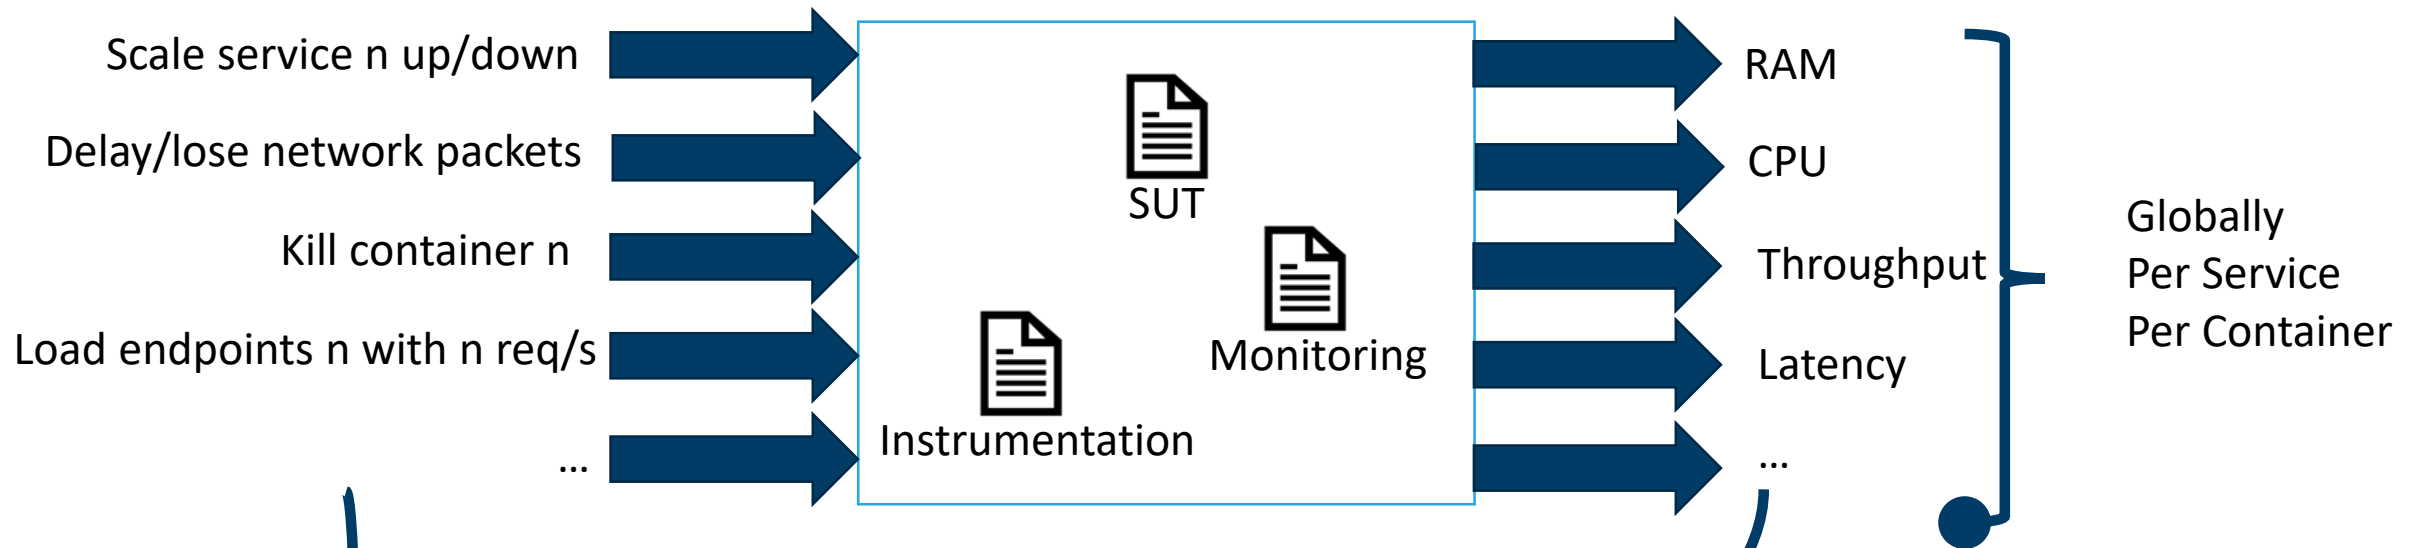 Scale service n up/down
Delay/lose network packets
Kill container n
Load endpoints n with n req/s
...
SUT
Monitoring
Instrumentation
RAM
CPU
Throughput
Latency
...
Globally
Per Service
Per Container